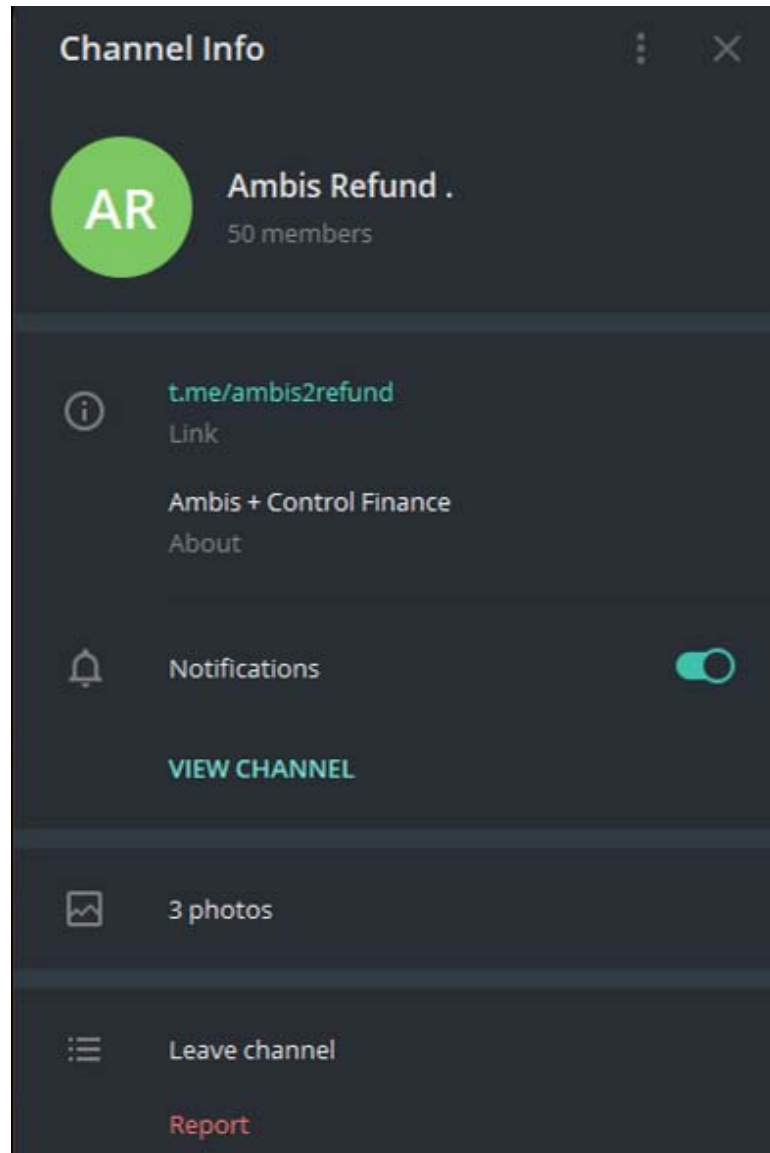 Channel Info
AR
Ambis Refund .
50 members
t.me/ambis2refund
Link
Ambis + Control Finance
About
Notifications
VIEW CHANNEL
3 photos
Leave channel
Report